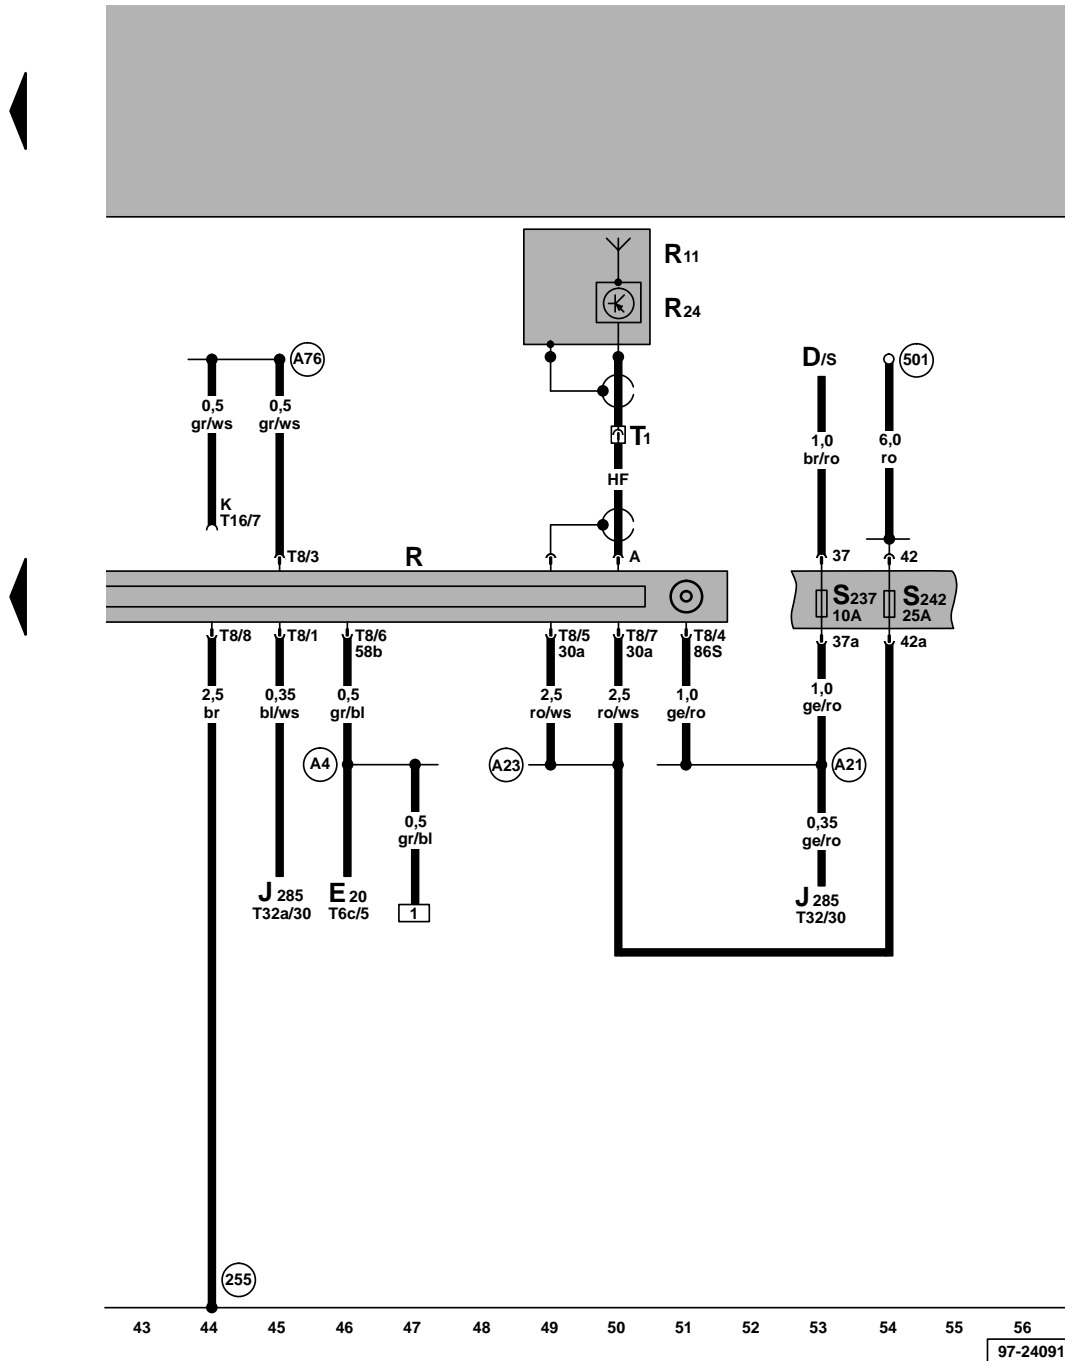 R11
R24
A76
D/S
501
0,5
gr/ws
0,5
gr/ws
T1
1,0
br/ro
6,0
ro
HF
K
T16/7
T8/3
R
A
37
42
S237
10A
S242
25A
T8/8
T8/1
T8/6
58b
T8/5
30a
T8/7
30a
T8/4
86S
37a
42a
2,5
br
0,35
bl/ws
0,5
gr/bl
2,5
ro/ws
2,5
ro/ws
1,0
ge/ro
1,0
ge/ro
A4
A23
A21
0,5
gr/bl
0,35
ge/ro
J285
T32a/30
E20
T6c/5
1
J285
T32/30
255
43 44 45 46 47 48 49 50 51 52 53 54 55 56
97-24091